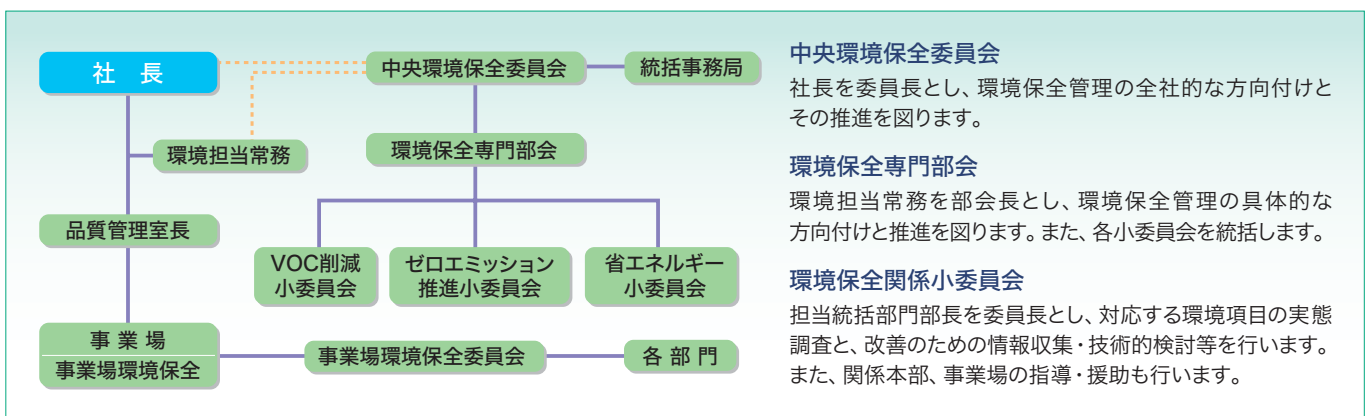 社 長
中央環境保全委員会
統括事務局
環境担当常務
環境保全専門部会
品質管理室長
VOC削減
小委員会
ゼロエミッション
推進小委員会
省エネルギー
小委員会
事 業 場
事業場環境保全
事業場環境保全委員会
各 部 門
中央環境保全委員会
社長を委員長とし、環境保全管理の全社的な方向付けと
その推進を図ります。
環境保全専門部会
環境担当常務を部会長とし、環境保全管理の具体的な
方向付けと推進を図ります。また、各小委員会を統括します。
環境保全関係小委員会
担当統括部門部長を委員長とし、対応する環境項目の実態
調査と、改善のための情報収集・技術的検討等を行います。
また、関係本部、事業場の指導・援助も行います。